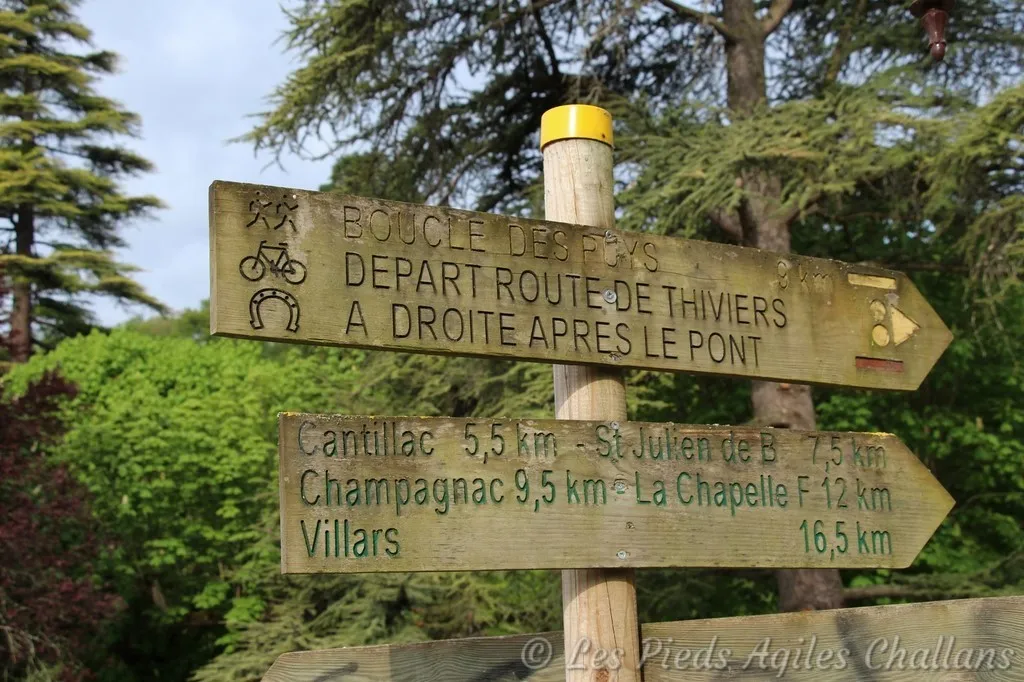 BOUCLE DES PUYS 9 km
DEPART ROUTE DE THIVIERS
A DROITE APRES LE PONT
Cantillac 5,5 km - St Julien de B 7,5 km
Champagnac 9,5 km - La Chapelle F 12 km
Villars 16,5 km
© Les Pieds Agiles Challans